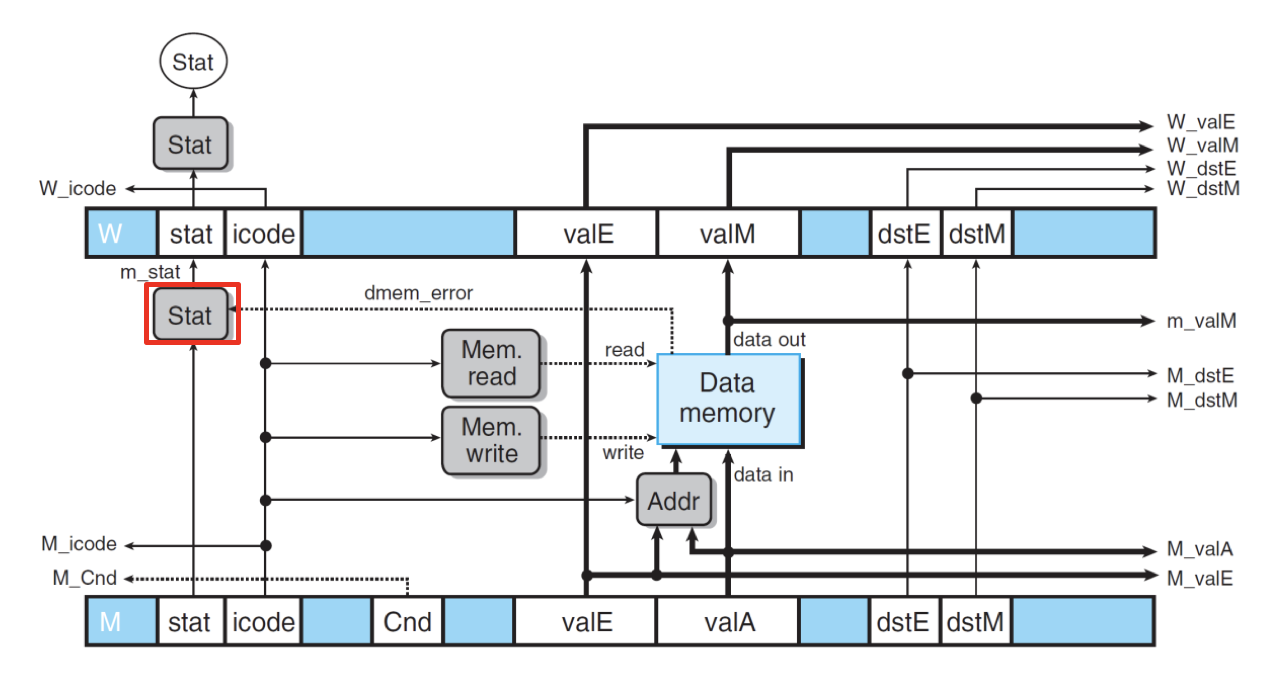 Stat
Stat
W_valE
W_valM
W_dstE
W_dstM
W_icode
W stat icode valE valM dstE dstM
m_stat
Stat
dmem_error
m_valM
data out
Mem.
read
read
Data
memory
M_dstE
M_dstM
Mem.
write
write
data in
Addr
M_icode
M_valA
M_Cnd
M_valE
M stat icode Cnd valE valA dstE dstM